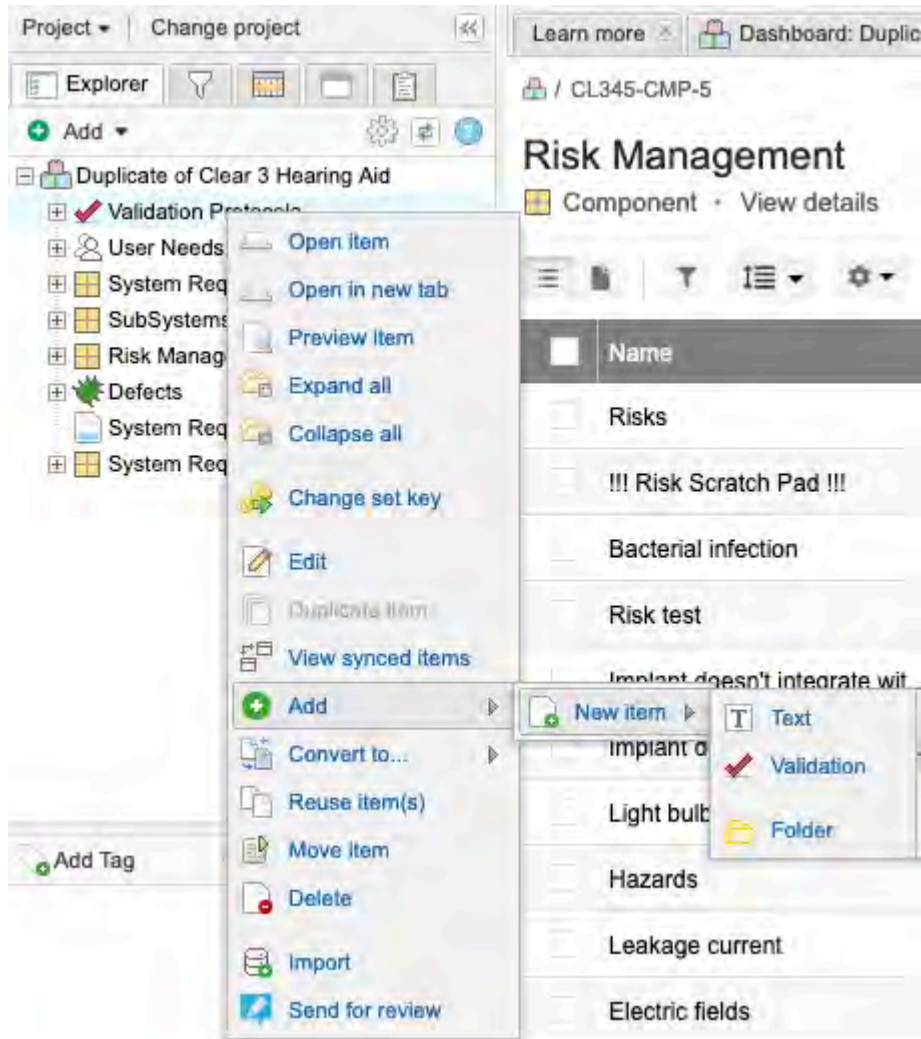 Project
Change project
Learn more
Dashboard: Duplic
Explorer
/ CL345-CMP-5
Add
Risk Management
Duplicate of Clear 3 Hearing Aid
Component · View details
Validation Protocols
User Needs
System Req
SubSystems
Risk Manag
Defects
System Req
System Req
Open item
Open in new tab
Preview item
Expand all
Collapse all
Change set key
Edit
Duplicate item
View synced items
Add
Convert to...
Reuse item(s)
Move item
Delete
Import
Send for review
New item
T Text
Validation
Folder
Name
Risks
!!! Risk Scratch Pad !!!
Bacterial infection
Risk test
Implant doesn't integrate wit
Implant d
Light bulb
Hazards
Leakage current
Electric fields
Add Tag